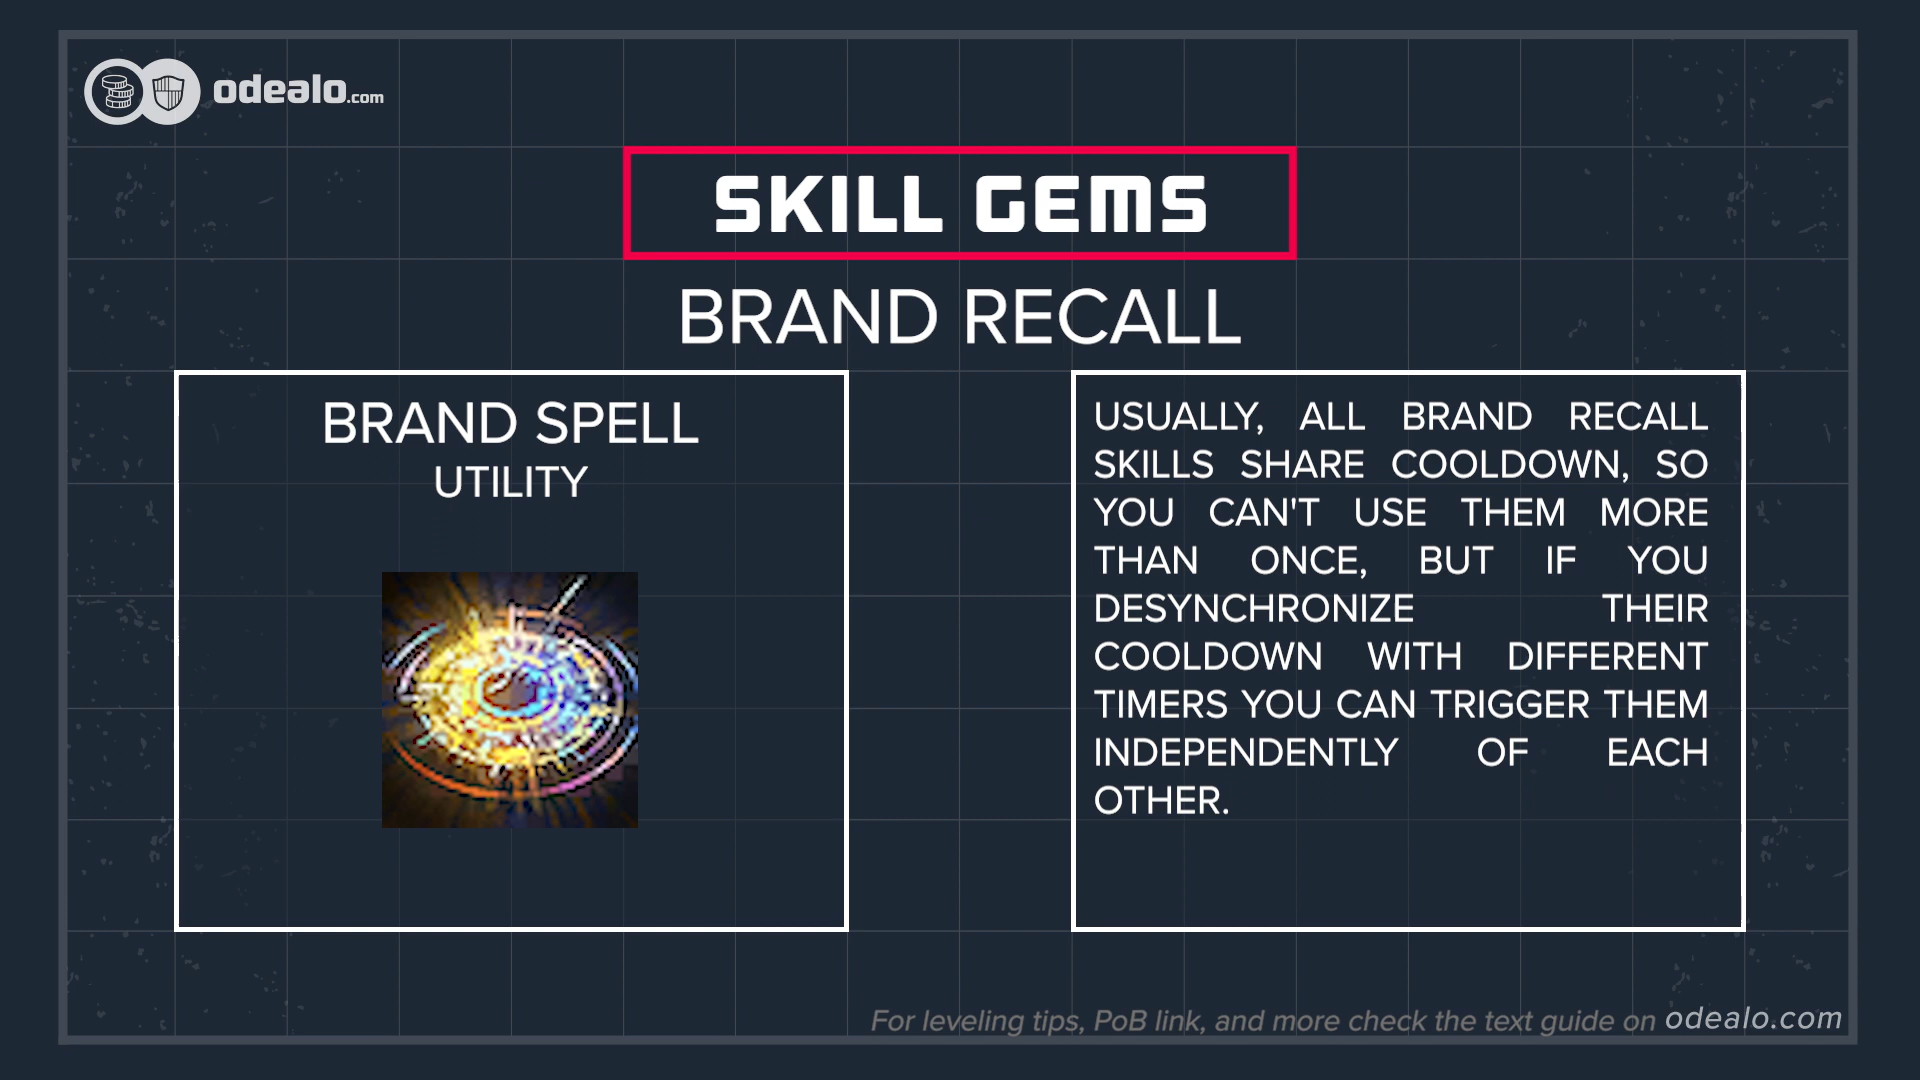 odealo.com
SKILL GEMS
BRAND RECALL
BRAND SPELL
UTILITY
USUALLY, ALL BRAND RECALL
SKILLS SHARE COOLDOWN, SO
YOU CAN'T USE THEM MORE
THAN ONCE, BUT IF YOU
DESYNCHRONIZE THEIR
COOLDOWN WITH DIFFERENT
TIMERS YOU CAN TRIGGER THEM
INDEPENDENTLY OF EACH
OTHER.
For leveling tips, PoB link, and more check the text guide on odealo.com